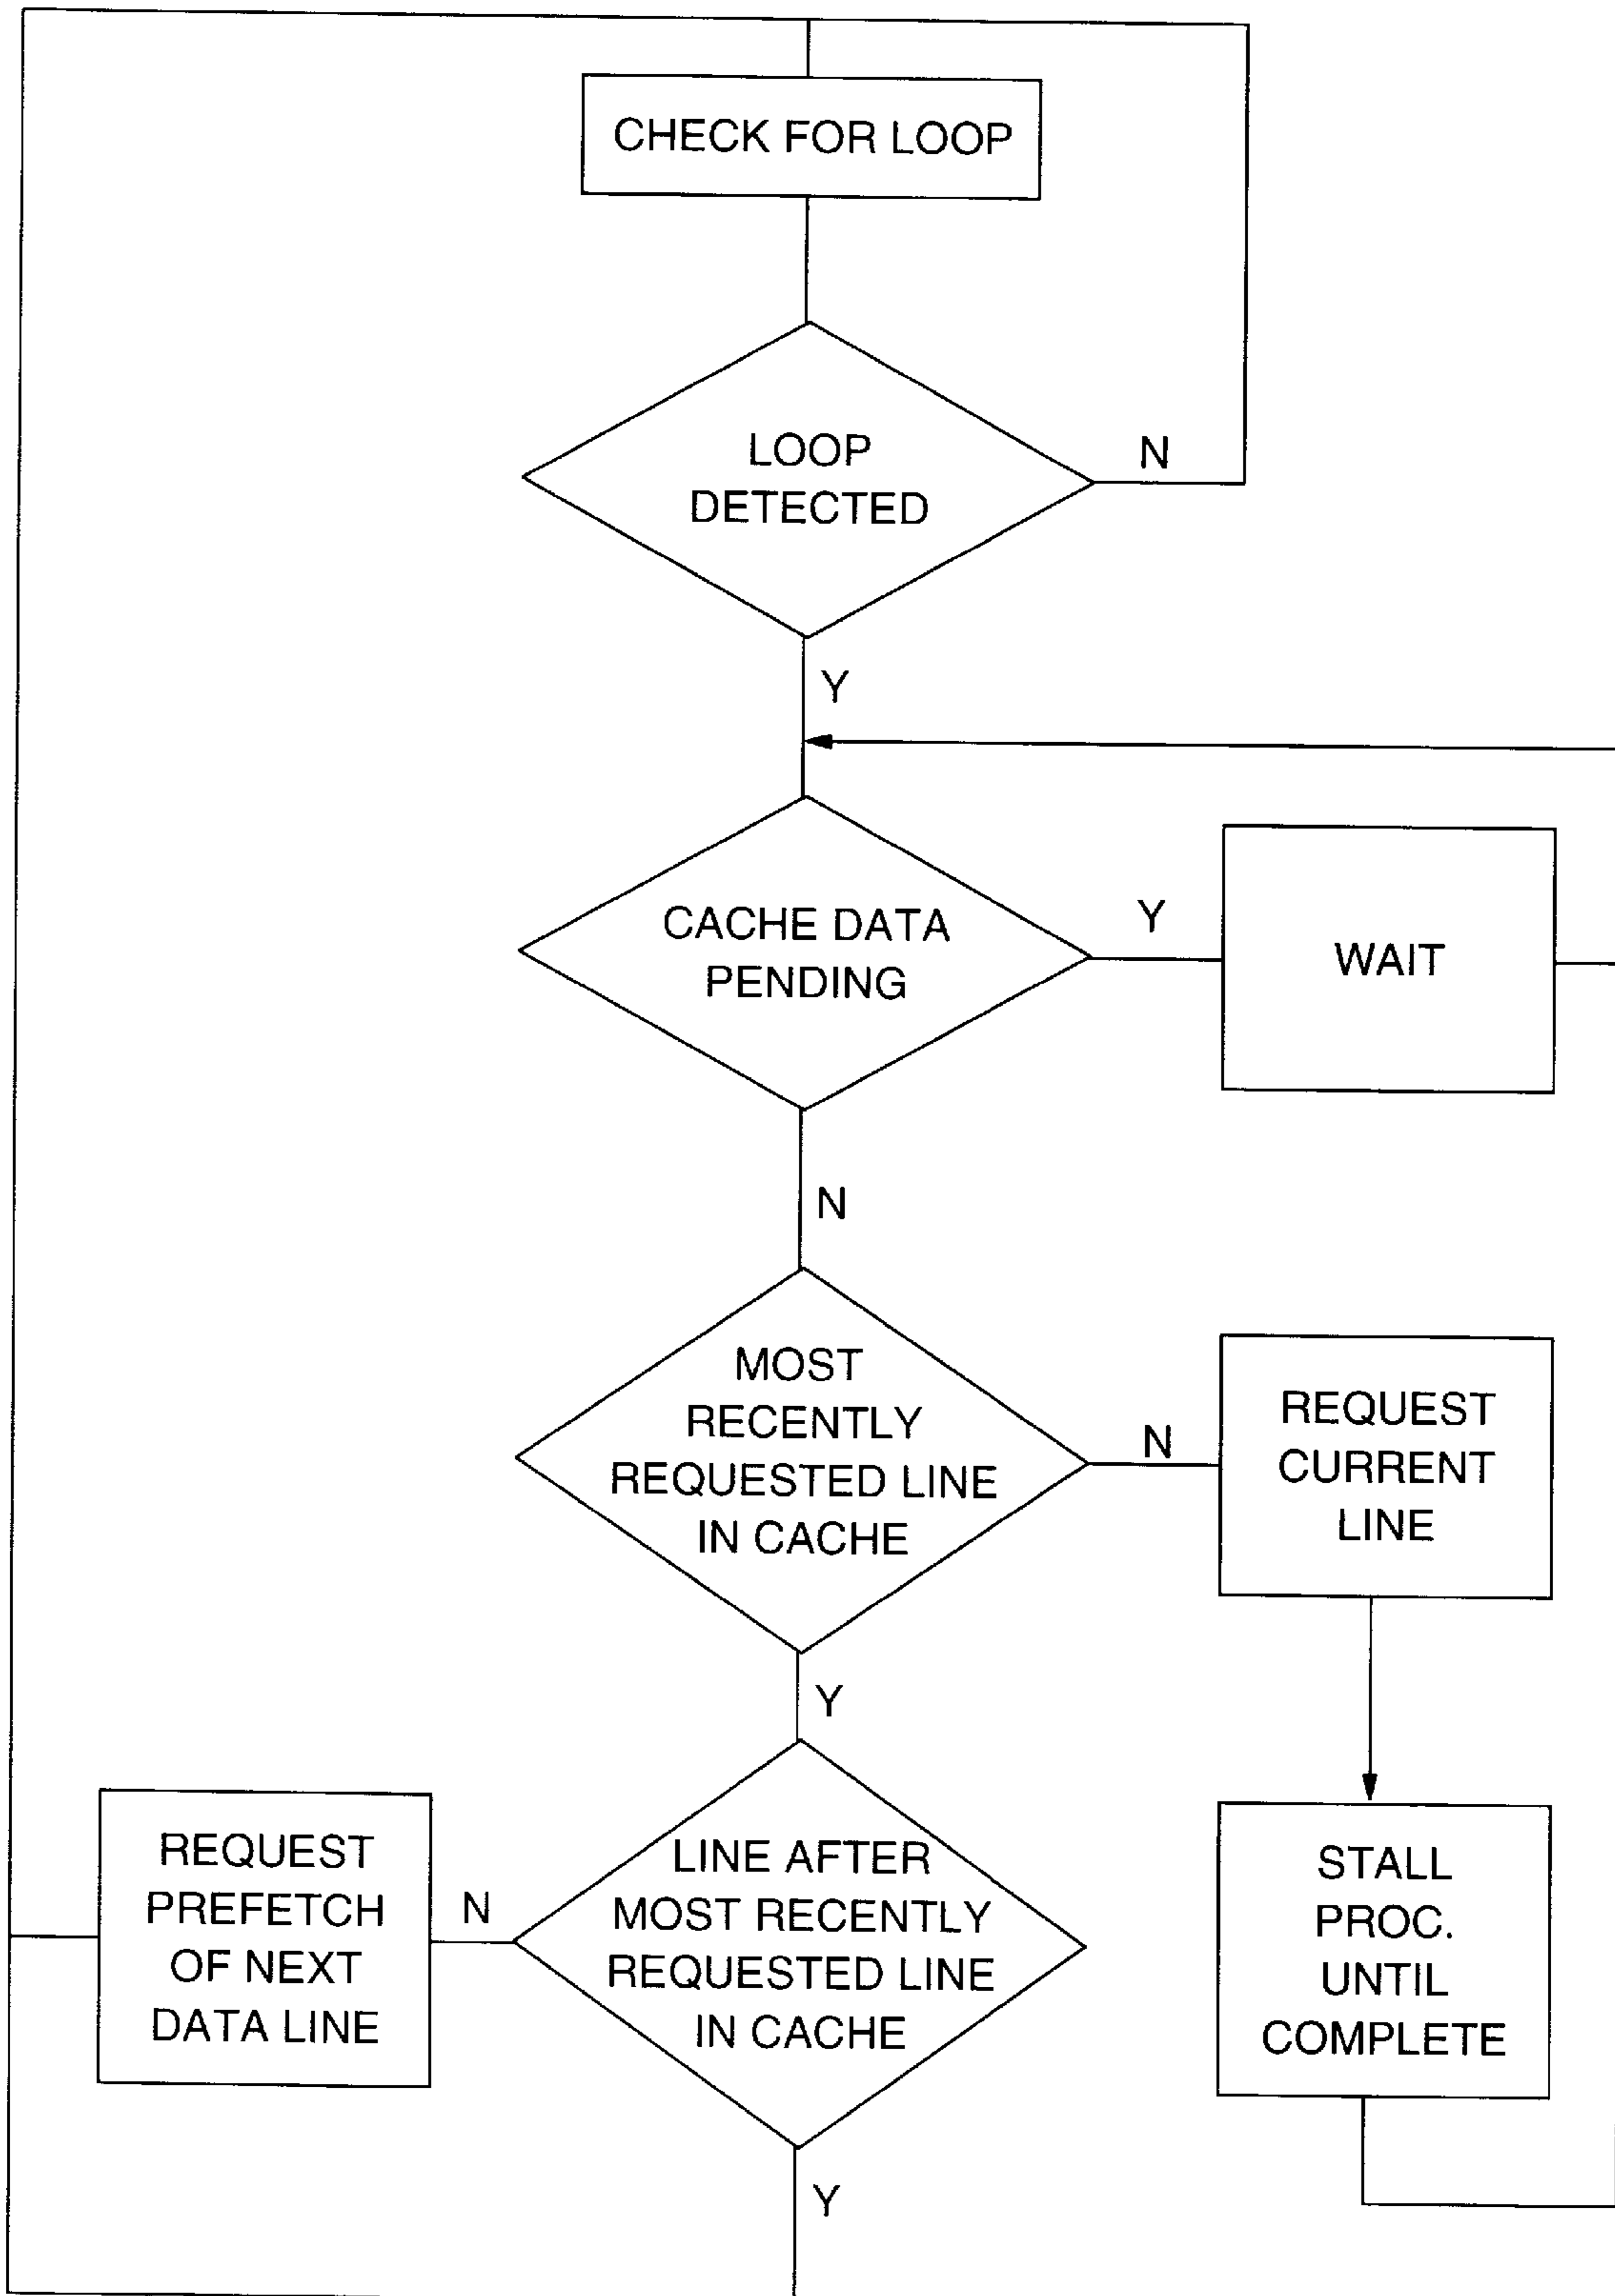 CHECK FOR LOOP
LOOP
DETECTED
N
Y
CACHE DATA
PENDING
Y
WAIT
N
MOST
RECENTLY
REQUESTED LINE
IN CACHE
N
REQUEST
CURRENT
LINE
Y
REQUEST
PREFETCH
OF NEXT
DATA LINE
N
LINE AFTER
MOST RECENTLY
REQUESTED LINE
IN CACHE
STALL
PROC.
UNTIL
COMPLETE
Y